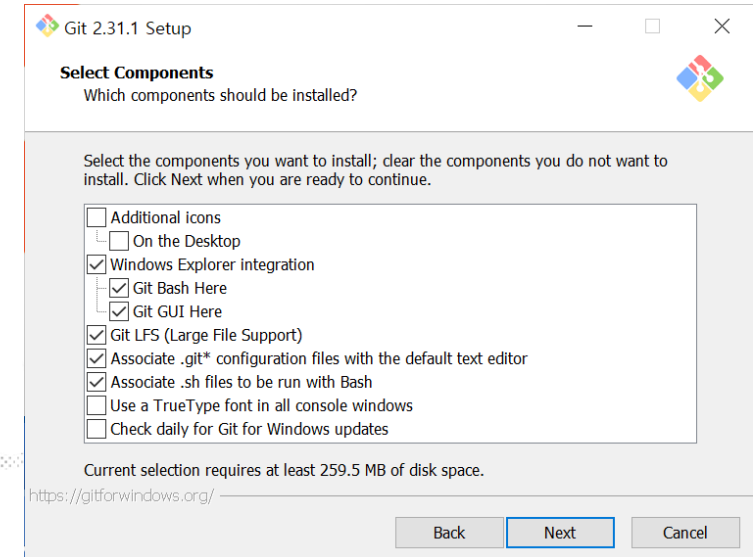 Git 2.31.1 Setup
Select Components
Which components should be installed?
Select the components you want to install; clear the components you do not want to
install. Click Next when you are ready to continue.
Additional icons
On the Desktop
Windows Explorer integration
Git Bash Here
Git GUI Here
Git LFS (Large File Support)
Associate .git* configuration files with the default text editor
Associate .sh files to be run with Bash
Use a TrueType font in all console windows
Check daily for Git for Windows updates
Current selection requires at least 259.5 MB of disk space.
https://gitforwindows.org/
Back Next Cancel